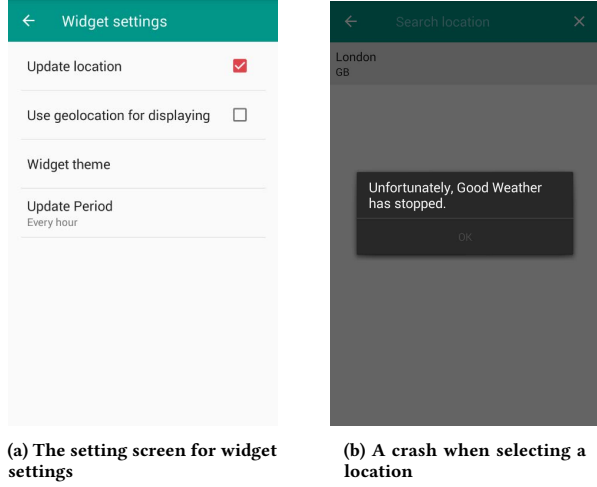 Widget settings
Update location
Use geolocation for displaying
Widget theme
Update Period
Every hour
(a) The setting screen for widget
settings
Search location
London
GB
Unfortunately, Good Weather
has stopped.
OK
(b) A crash when selecting a
location